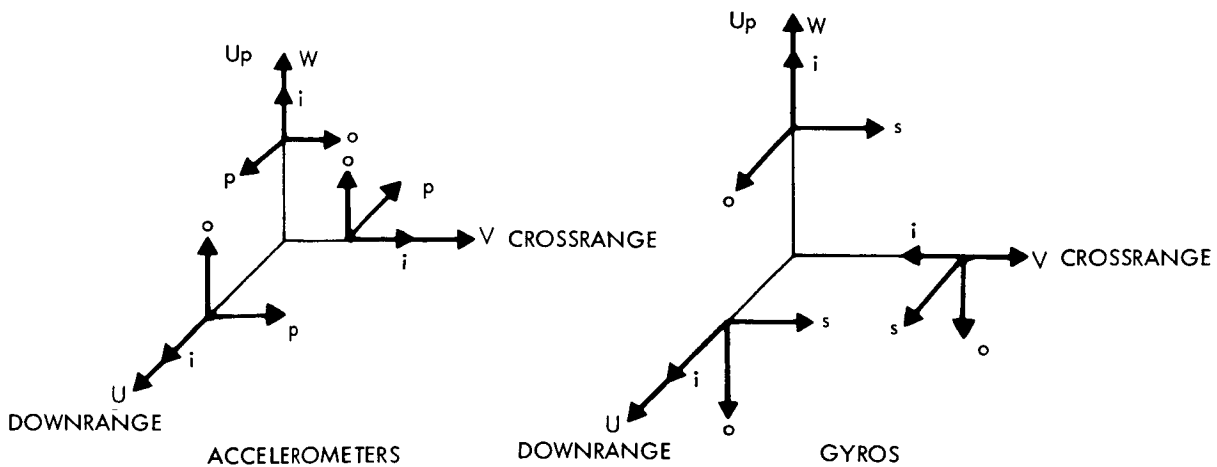 Up W
i
o
p
o
p
V CROSSRANGE
i
o
p
i
U
DOWNRANGE
ACCELEROMETERS
Up W
i
s
o
i
V CROSSRANGE
s
o
s
i
o
U
DOWNRANGE
GYROS